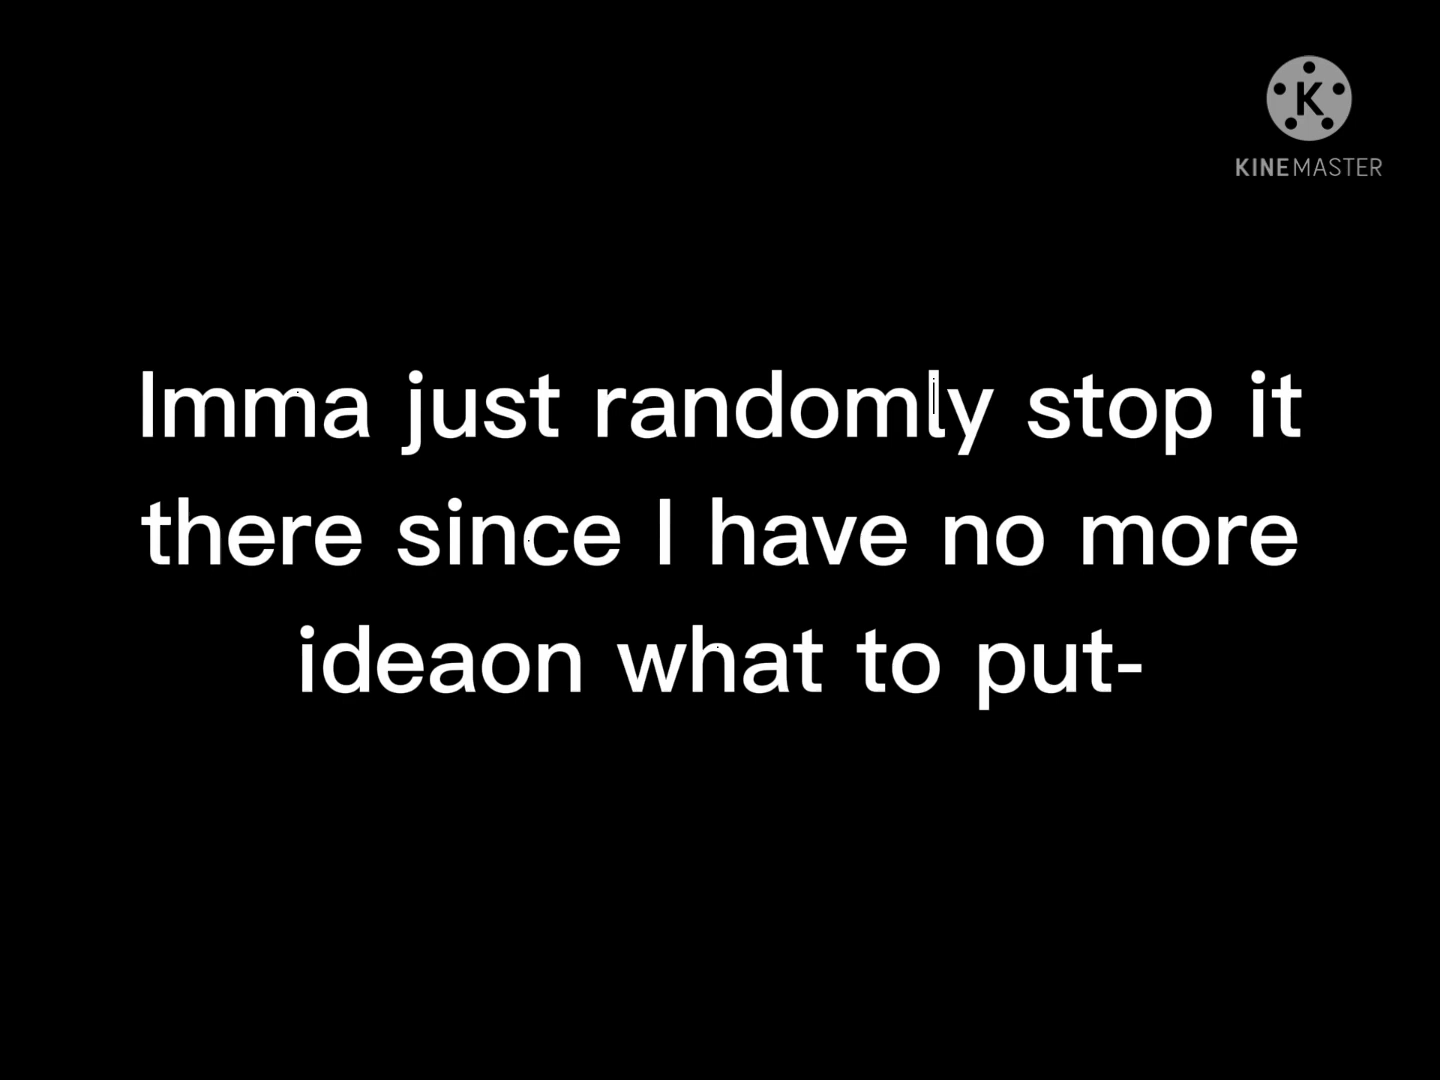 K
KINEMASTER
Imma just randomly stop it
there since I have no more
ideaon what to put-